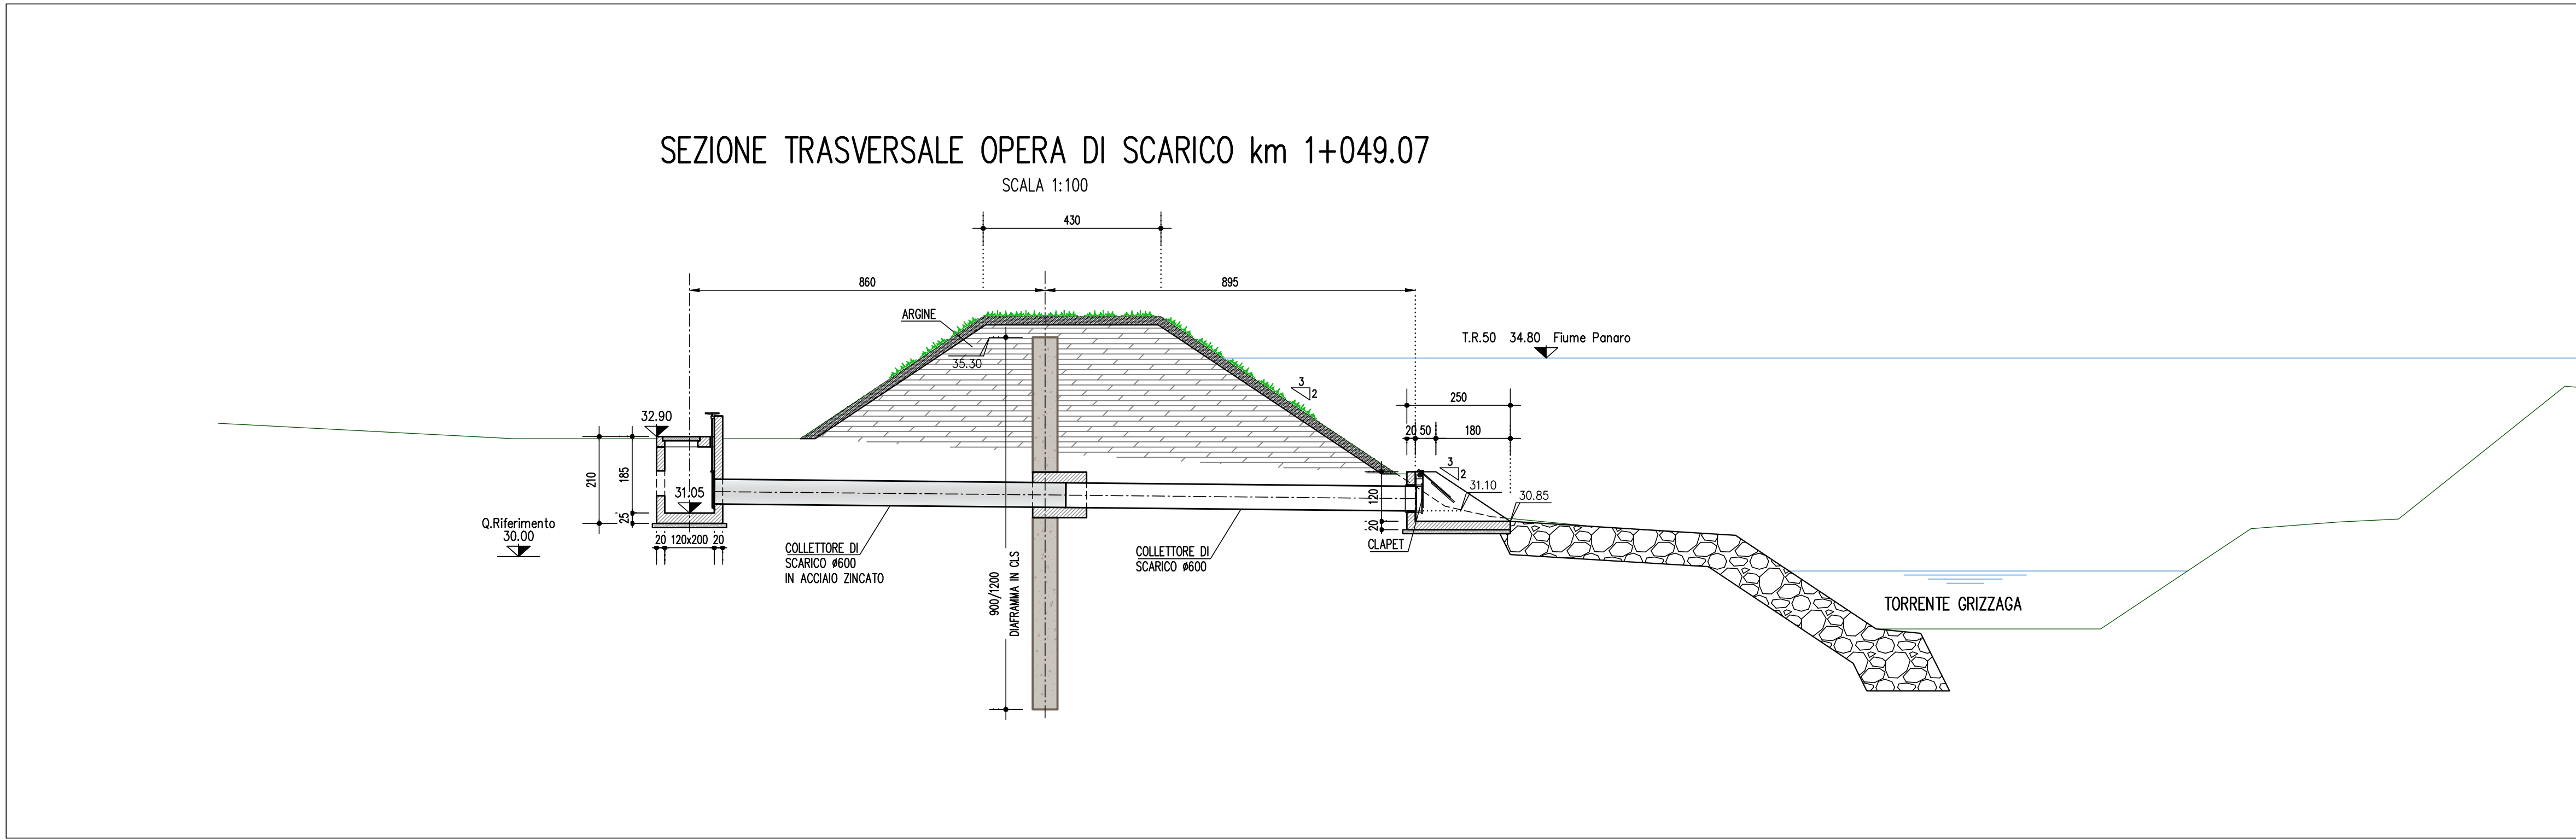 SEZIONE TRASVERSALE OPERA DI SCARICO km 1+049.07
SCALA 1:100
430
860
895
ARGINE
35.30
T.R.50 34.80 Fiume Panaro
3
2
250
20 50 180
32.90
210
185
25
31.05
20 120x200 20
Q.Riferimento
30.00
COLLETTORE DI
SCARICO ø600
IN ACCIAIO ZINCATO
900/1200
DIAFRAMMA IN CLS
COLLETTORE DI
SCARICO ø600
CLAPET
120
20
3
2
31.10
30.85
TORRENTE GRIZZAGA